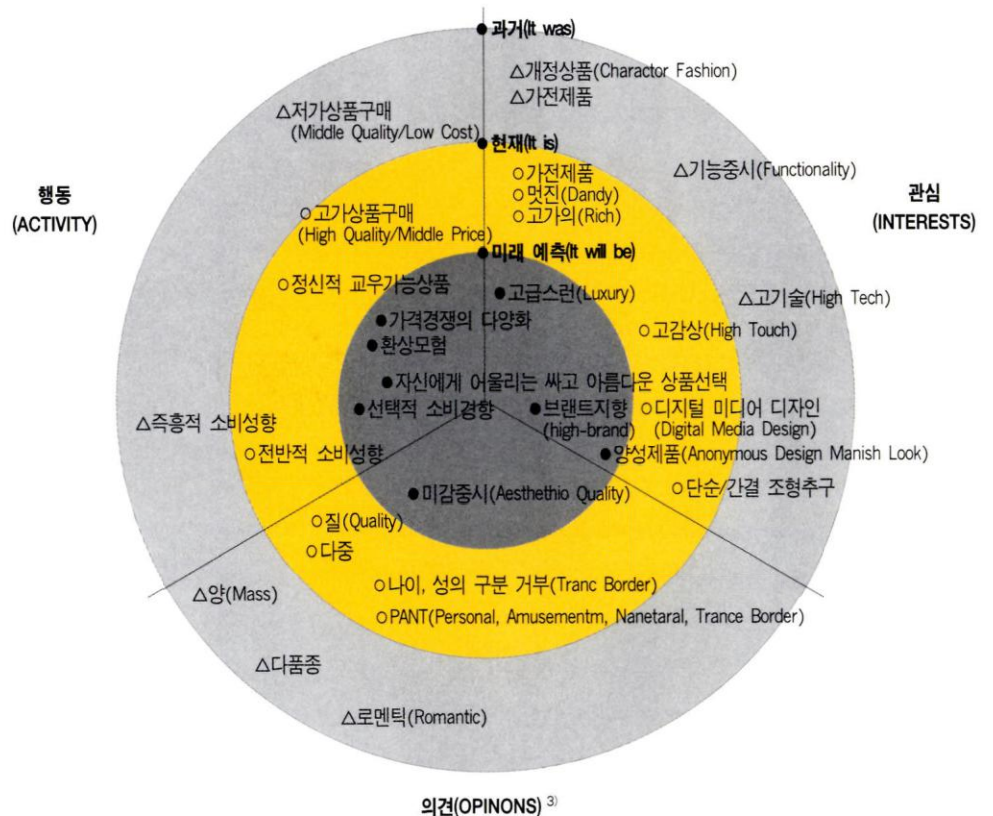 ●과거(It was)
△개정상품(Charactor Fashion)
△가전제품
△저가상품구매
(Middle Quality/Low Cost)
●현재(It is)
○가전제품
○멋진(Dandy)
○고가의(Rich)
△기능중시(Functionality)
행동
(ACTIVITY)
관심
(INTERESTS)
○고가상품구매
(High Quality/Middle Price)
●미래 예측(It will be)
○정신적 교우가능상품
●고급스런(Luxury)
△고기술(High Tech)
●가격경쟁의 다양화
○고감상(High Touch)
●환상모험
●자신에게 어울리는 싸고 아름다운 상품선택
●선택적 소비경향
●브랜트지향
(high-brand)
○디지털 미디어 디자인
(Digital Media Design)
△즉흥적 소비성향
○전반적 소비성향
●양성제품(Anonymous Design Manish Look)
●미감중시(Aesthethio Quality)
○단순/간결 조형추구
○질(Quality)
○다중
○나이, 성의 구분 거부(Tranc Border)
△양(Mass)
○PANT(Personal, Amusementm, Nanetaral, Trance Border)
△다품종
△로멘틱(Romantic)
의견(OPINONS) 3)